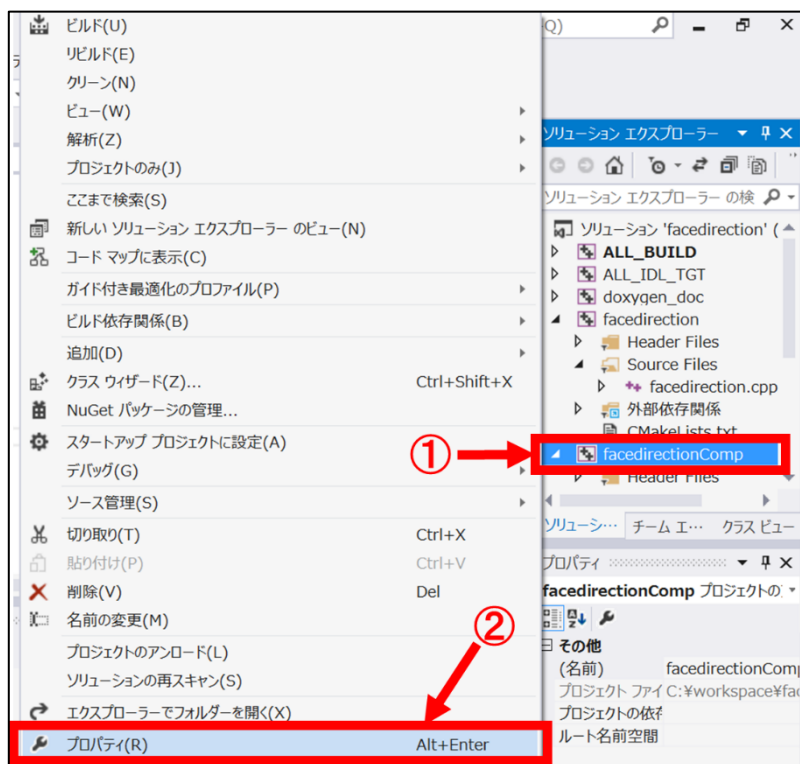 ビルド(U)
リビルド(E)
クリーン(N)
ビュー(W)
解析(Z)
プロジェクトのみ(J)
ここまで検索(S)
新しい ソリューション エクスプローラー のビュー(N)
コード マップに表示(C)
ガイド付き最適化のプロファイル(P)
ビルド依存関係(B)
追加(D)
クラス ウィザード(Z)... Ctrl+Shift+X
NuGet パッケージの管理...
スタートアップ プロジェクトに設定(A)
デバッグ(G)
ソース管理(S)
切り取り(T) Ctrl+X
貼り付け(P) Ctrl+V
削除(V) Del
名前の変更(M)
プロジェクトのアンロード(L)
ソリューションの再スキャン(S)
エクスプローラーでフォルダーを開く(X)
プロパティ(R) Alt+Enter
①
②
Q)
ソリューション エクスプローラー
ソリューション エクスプローラー の検
ソリューション 'facedirection' (
ALL_BUILD
ALL_IDL_TGT
doxygen_doc
facedirection
Header Files
Source Files
facedirection.cpp
外部依存関係
CMakeLists.txt
facedirectionComp
Header Files
ソリューシ… チーム エ… クラス ビュー
プロパティ
facedirectionComp プロジェクトの
その他
(名前) facedirectionComp
プロジェクト ファイ C:¥workspace¥fac
プロジェクトの依存
ルート名前空間